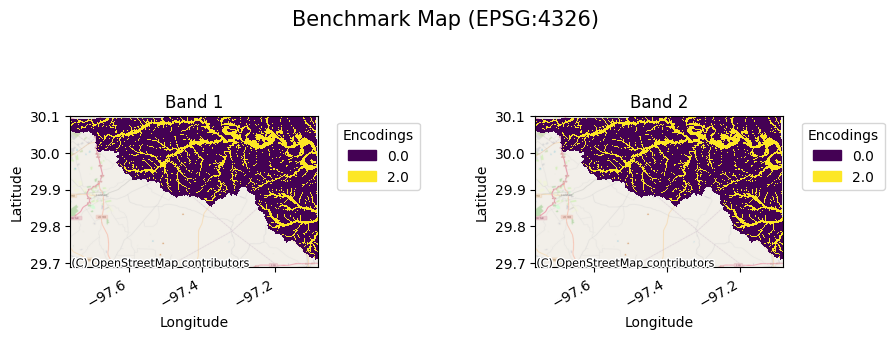 Benchmark Map (EPSG:4326)
Band 1
30.1
30.0
29.9
29.8
29.7
Latitude
(C) OpenStreetMap contributors
−97.6
−97.4
−97.2
Longitude
Encodings
0.0
2.0
Band 2
30.1
30.0
29.9
29.8
29.7
Latitude
(C) OpenStreetMap contributors
−97.6
−97.4
−97.2
Longitude
Encodings
0.0
2.0